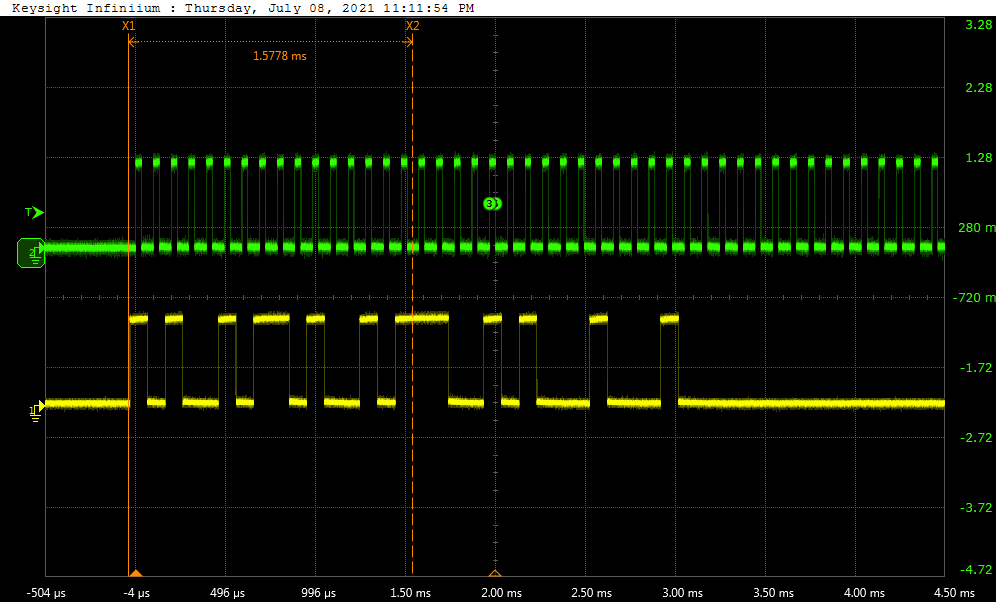 Keysight Infiniium : Thursday, July 08, 2021 11:11:54 PM
X1 X2 3.28
1.5778 ms
2.28
1.28
T
3
280 m
2
-720 m
-1.72
1
-2.72
-3.72
-4.72
-504 µs -4 µs 496 µs 996 µs 1.50 ms 2.00 ms 2.50 ms 3.00 ms 3.50 ms 4.00 ms 4.50 ms